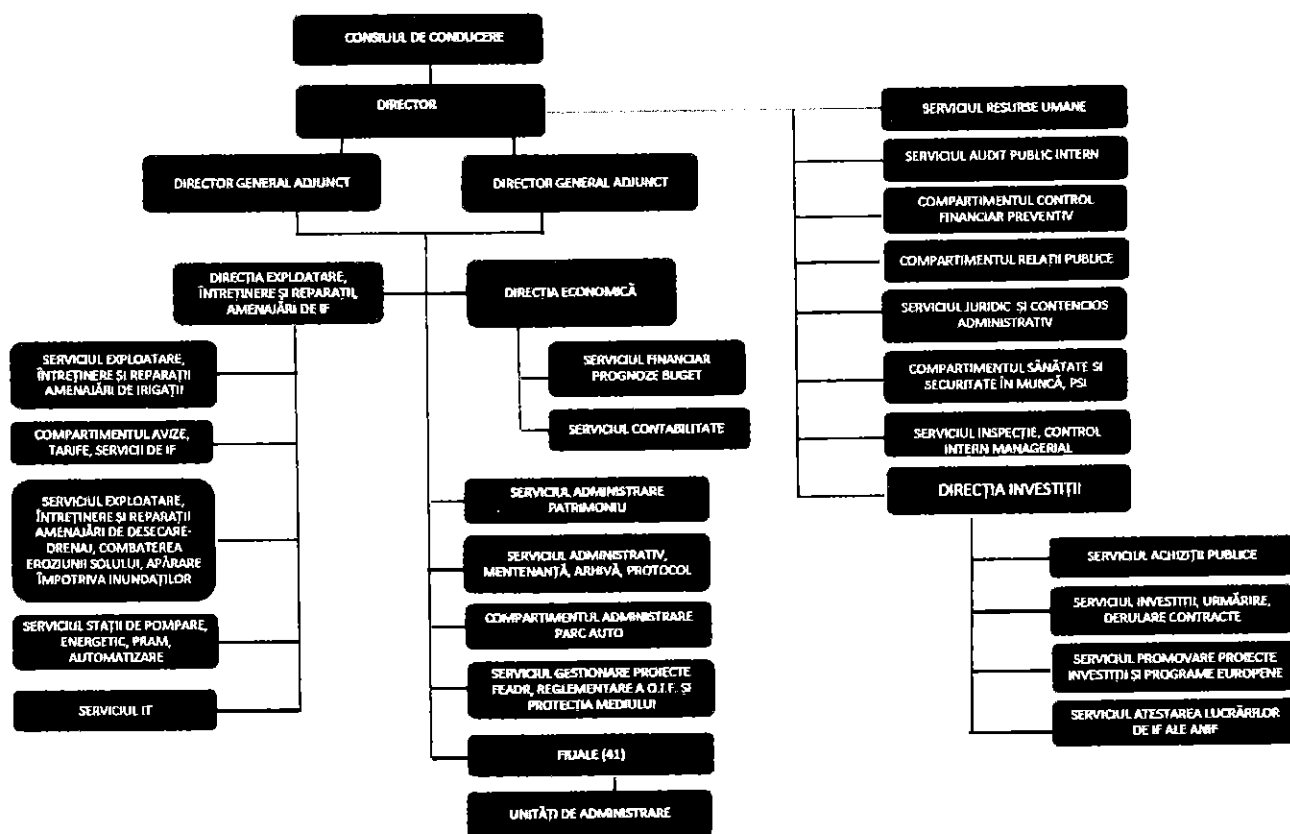 CONSILIUL DE CONDUCERE
DIRECTOR
DIRECTOR GENERAL ADJUNCT
DIRECTOR GENERAL ADJUNCT
DIRECȚIA EXPLOATARE,
ÎNTREȚINERE ȘI REPARAȚII,
AMENAJĂRI DE IF
DIRECȚIA ECONOMICĂ
SERVICIUL FINANCIAR
PROGNOZE BUGET
SERVICIUL CONTABILITATE
SERVICIUL EXPLOATARE,
ÎNTREȚINERE ȘI REPARAȚII
AMENAJĂRI DE IRIGAȚII
COMPARTIMENTUL AVIZE,
TARIFE, SERVICII DE IF
SERVICIUL EXPLOATARE,
ÎNTREȚINERE ȘI REPARAȚII
AMENAJĂRI DE DESECARE-
DRENAJ, COMBATEREA
EROZIUNII SOLULUI, APĂRARE
ÎMPOTRIVA INUNDAȚILOR
SERVICIUL STAȚII DE POMPARE,
ENERGETIC, PRAM,
AUTOMATIZARE
SERVICIUL IT
SERVICIUL ADMINISTRARE
PATRIMONIU
SERVICIUL ADMINISTRATIV,
MENTENANȚĂ, ARHIVĂ, PROTOCOL
COMPARTIMENTUL ADMINISTRARE
PARC AUTO
SERVICIUL GESTIONARE PROIECTE
FEADR, REGLEMENTARE A O.I.F. ȘI
PROTECȚIA MEDIULUI
FILIALE (41)
UNITĂȚI DE ADMINISTRARE
SERVICIUL RESURSE UMANE
SERVICIUL AUDIT PUBLIC INTERN
COMPARTIMENTUL CONTROL
FINANCIAR PREVENTIV
COMPARTIMENTUL RELAȚII PUBLICE
SERVICIUL JURIDIC ȘI CONTENCIOS
ADMINISTRATIV
COMPARTIMENTUL SĂNĂTATE SI
SECURITATE ÎN MUNCĂ, PSI
SERVICIUL INSPECȚIE, CONTROL
INTERN MANAGERIAL
DIRECȚIA INVESTIȚII
SERVICIUL ACHIZIȚII PUBLICE
SERVICIUL INVESTIȚII, URMĂRIRE,
DERULARE CONTRACTE
SERVICIUL PROMOVARE PROIECTE
INVESTIȚII ȘI PROGRAME EUROPENE
SERVICIUL ATESTAREA LUCRĂRILOR
DE IF ALE ANIF